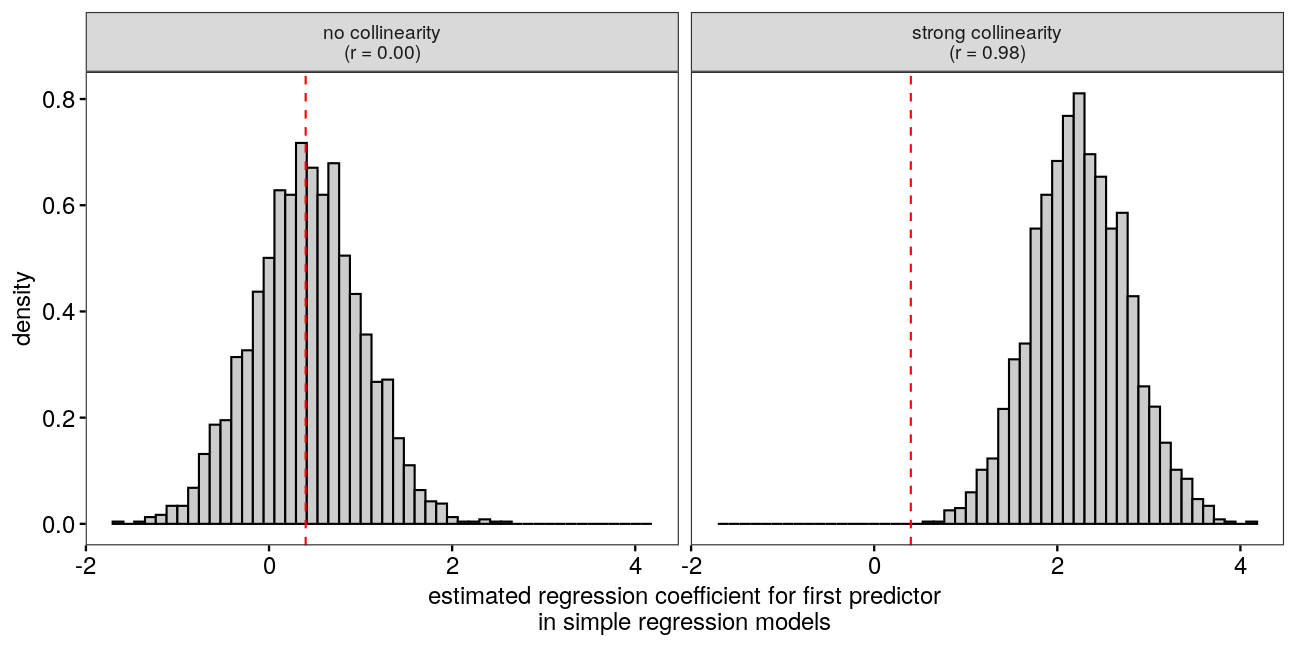 no collinearity
(r = 0.00)
strong collinearity
(r = 0.98)
density
0.8
0.6
0.4
0.2
0.0
-2
0
2
4
-2
0
2
4
estimated regression coefficient for first predictor
in simple regression models